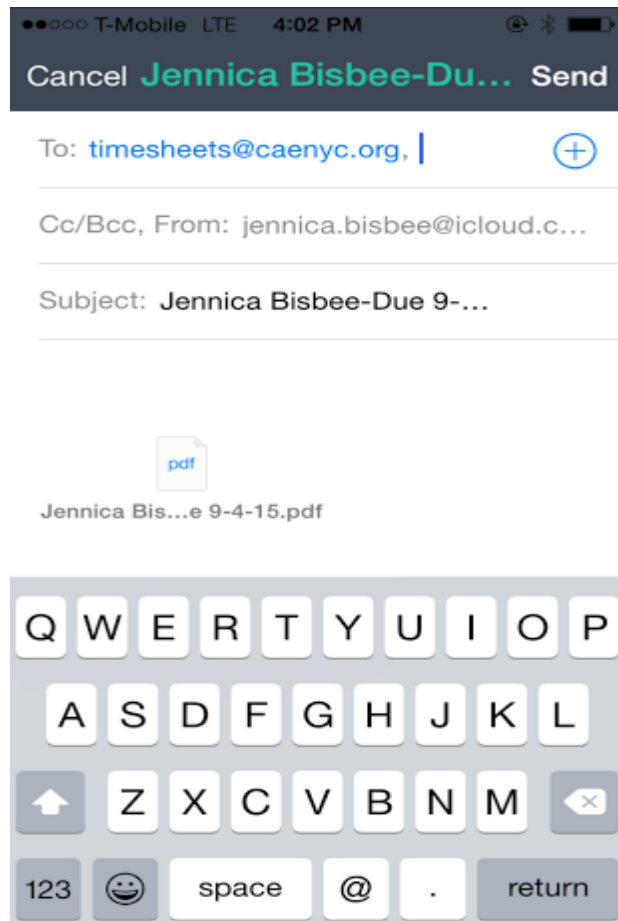 T-Mobile LTE 4:02 PM
Cancel Jennica Bisbee-Du... Send
To: timesheets@caenyc.org,
Cc/Bcc, From: jennica.bisbee@icloud.c...
Subject: Jennica Bisbee-Due 9-...
pdf
Jennica Bis...e 9-4-15.pdf
Q W E R T Y U I O P
A S D F G H J K L
Z X C V B N M
123 space @ . return